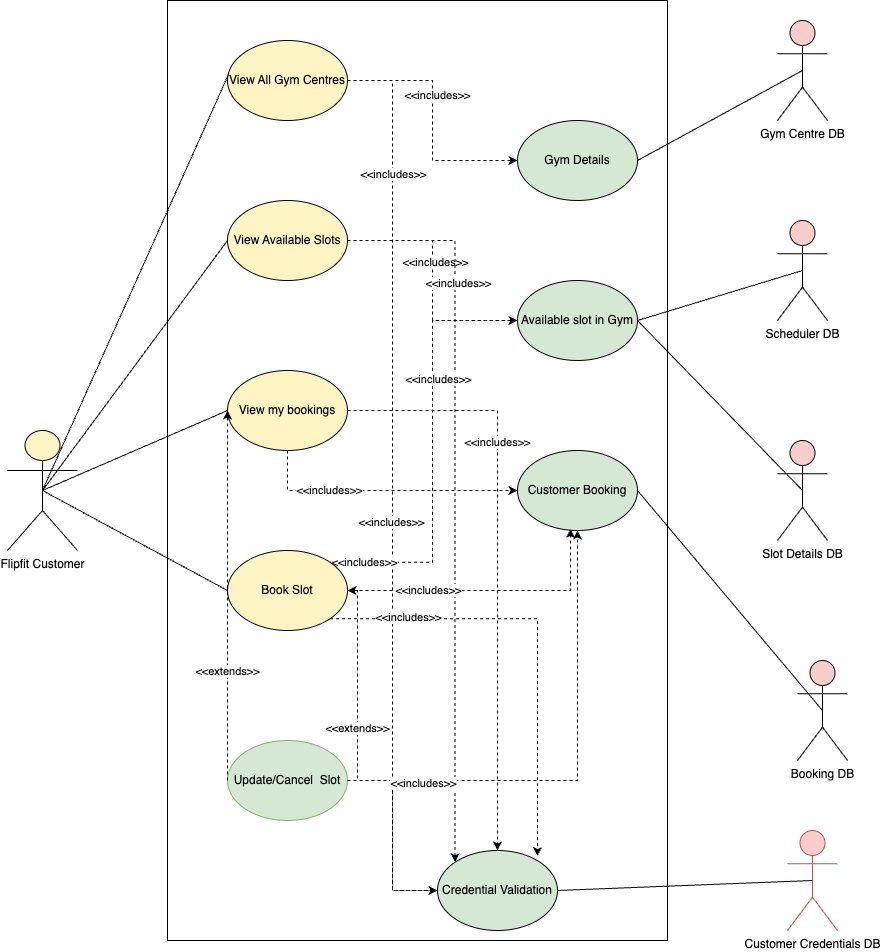 View All Gym Centres
<<includes>>
Gym Centre DB
Gym Details
<<includes>>
View Available Slots
<<includes>>
<<includes>>
Available slot in Gym
Scheduler DB
<<includes>>
View my bookings
<<includes>>
<<includes>>
Customer Booking
<<includes>>
Slot Details DB
Flipfit Customer
<<includes>>
Book Slot
<<includes>>
<<includes>>
<<extends>>
<<extends>>
Booking DB
Update/Cancel  Slot
<<includes>>
Credential Validation
Customer Credentials DB